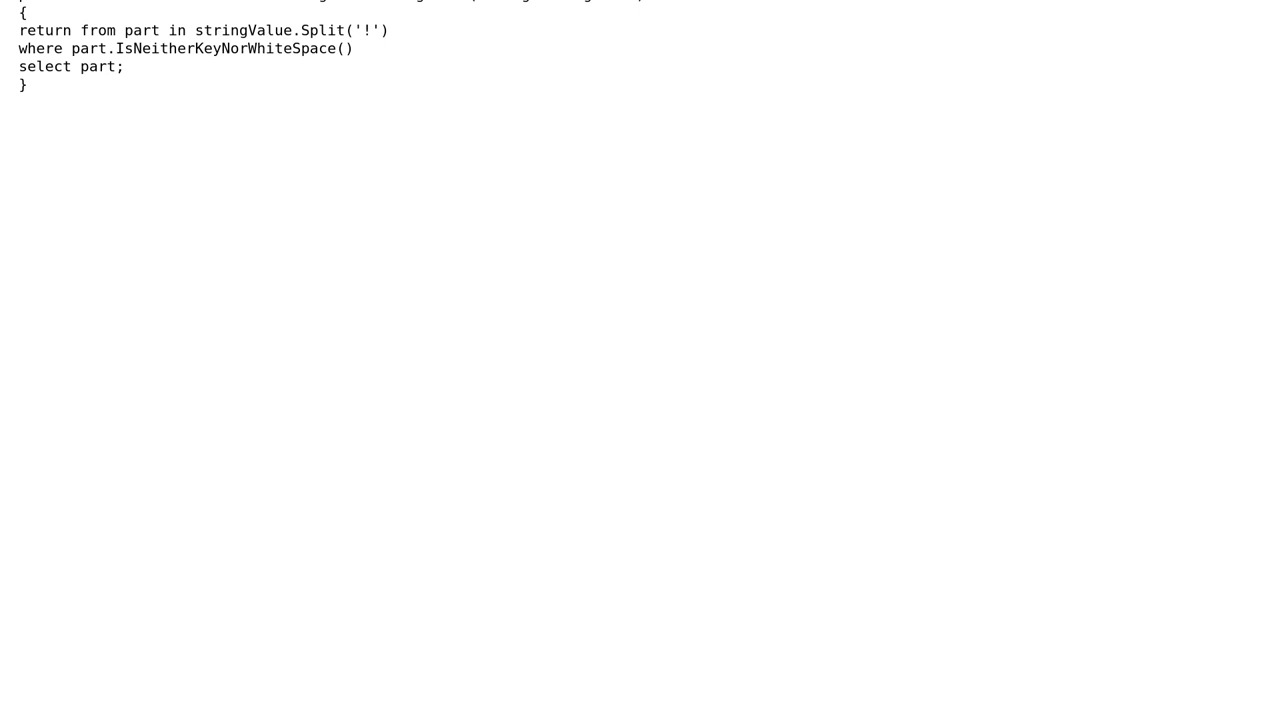 {
return from part in stringValue.Split('!')
where part.IsNeitherKeyNorWhiteSpace()
select part;
}